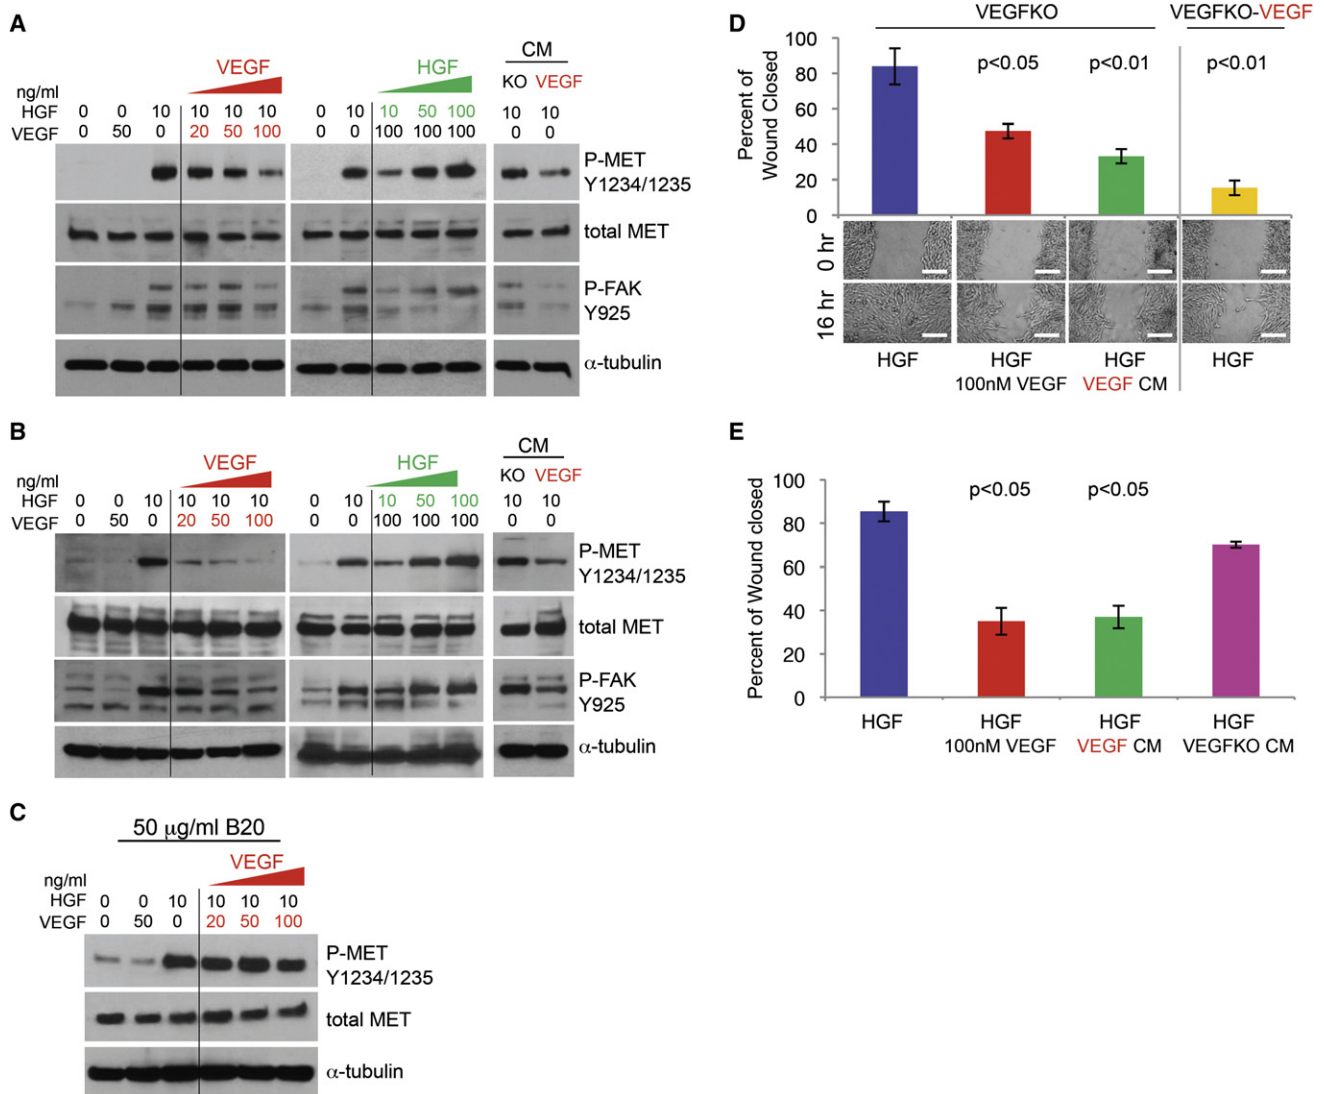 A
VEGF
HGF
CM
KO VEGF
ng/ml
HGF 0 0 10 10 10 10 0 10 10 50 100 10 10
VEGF 0 50 0 20 50 100 0 0 100 100 100 0 0
P-MET
Y1234/1235
total MET
P-FAK
Y925
α-tubulin
B
VEGF
HGF
CM
KO VEGF
ng/ml
HGF 0 0 10 10 10 10 0 10 10 50 100 10 10
VEGF 0 50 0 20 50 100 0 0 100 100 100 0 0
P-MET
Y1234/1235
total MET
P-FAK
Y925
α-tubulin
C
50 µg/ml B20
VEGF
ng/ml
HGF 0 0 10 10 10 10
VEGF 0 50 0 20 50 100
P-MET
Y1234/1235
total MET
α-tubulin
D
VEGFKO
VEGFKO-VEGF
Percent of
Wound Closed
100
80
60
40
20
0
p<0.05
p<0.01
p<0.01
0 hr
16 hr
HGF
HGF
100nM VEGF
HGF
VEGF CM
HGF
E
Percent of Wound closed
100
80
60
40
20
0
p<0.05
p<0.05
HGF
HGF
100nM VEGF
HGF
VEGF CM
HGF
VEGFKO CM